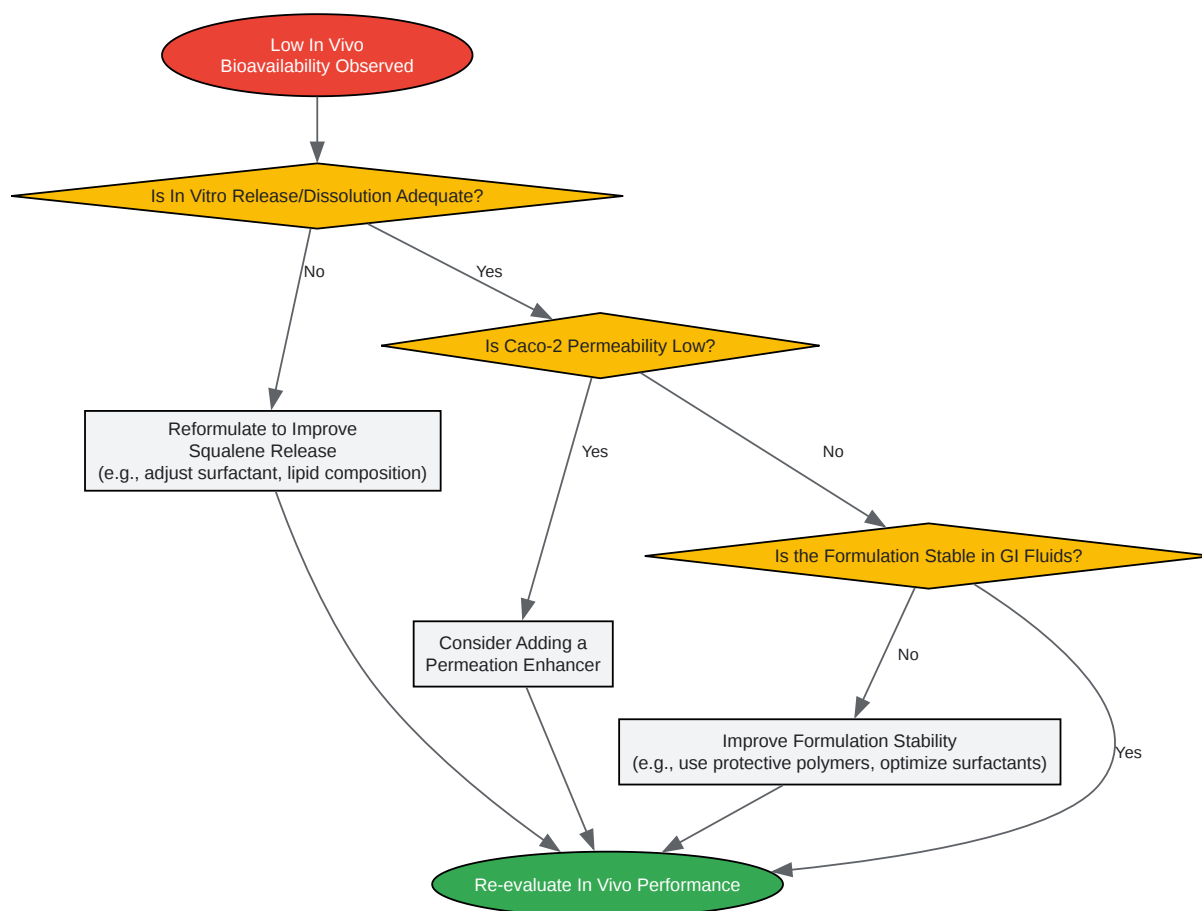 Low In Vivo
Bioavailability Observed
Is In Vitro Release/Dissolution Adequate?
No
Yes
Is Caco-2 Permeability Low?
Reformulate to Improve
Squalene Release
(e.g., adjust surfactant, lipid composition)
Yes
No
Is the Formulation Stable in GI Fluids?
Consider Adding a
Permeation Enhancer
No
Improve Formulation Stability
(e.g., use protective polymers, optimize surfactants)
Yes
Re-evaluate In Vivo Performance